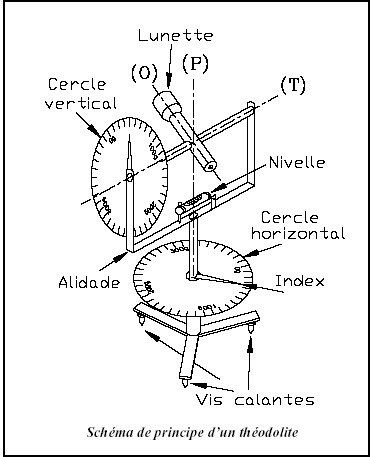 Lunette
(O)
(P)
(T)
Cercle
vertical
Nivelle
Cercle
horizontal
Alidade
Index
Vis calantes
Schéma de principe d'un théodolite